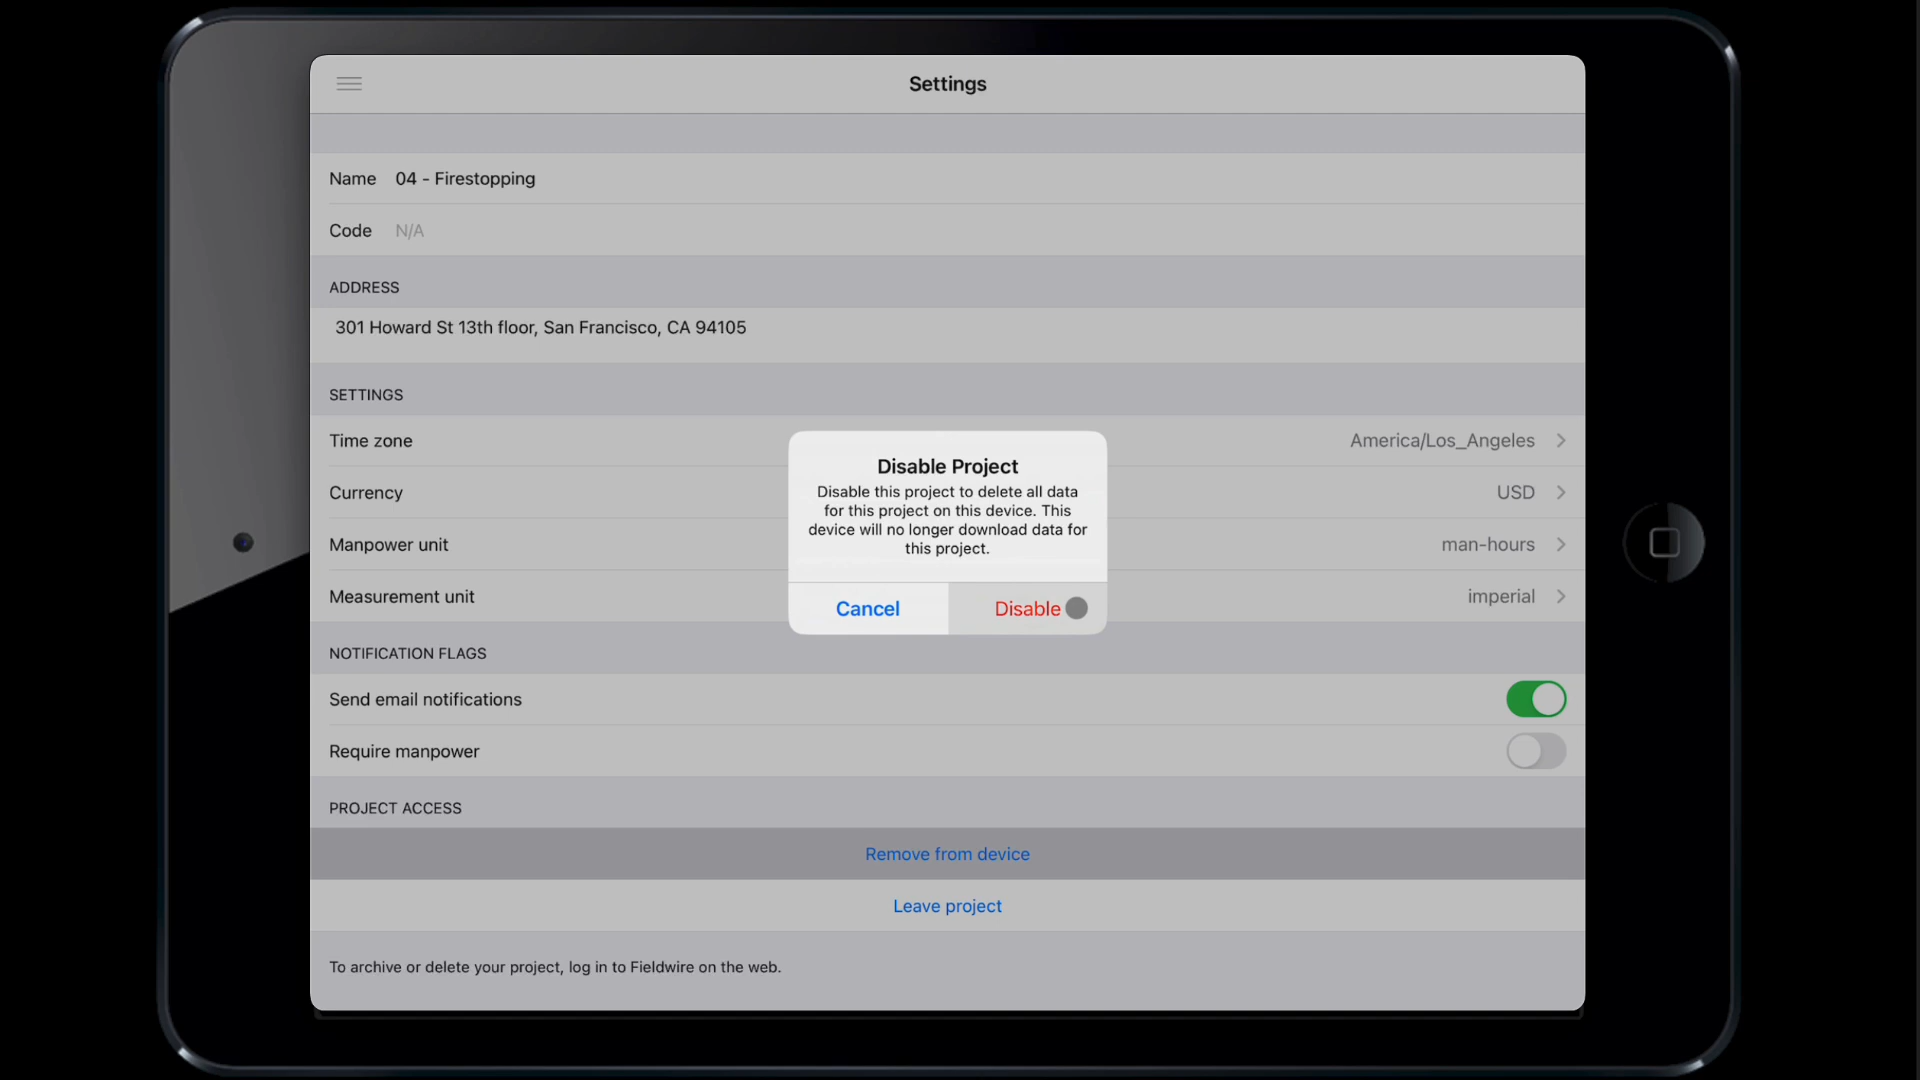 Settings
Name 04 - Firestopping
Code N/A
ADDRESS
301 Howard St 13th floor, San Francisco, CA 94105
SETTINGS
Time zone America/Los_Angeles
Currency USD
Manpower unit man-hours
Measurement unit imperial
Disable Project
Disable this project to delete all data
for this project on this device. This
device will no longer download data for
this project.
Cancel Disable
NOTIFICATION FLAGS
Send email notifications
Require manpower
PROJECT ACCESS
Remove from device
Leave project
To archive or delete your project, log in to Fieldwire on the web.